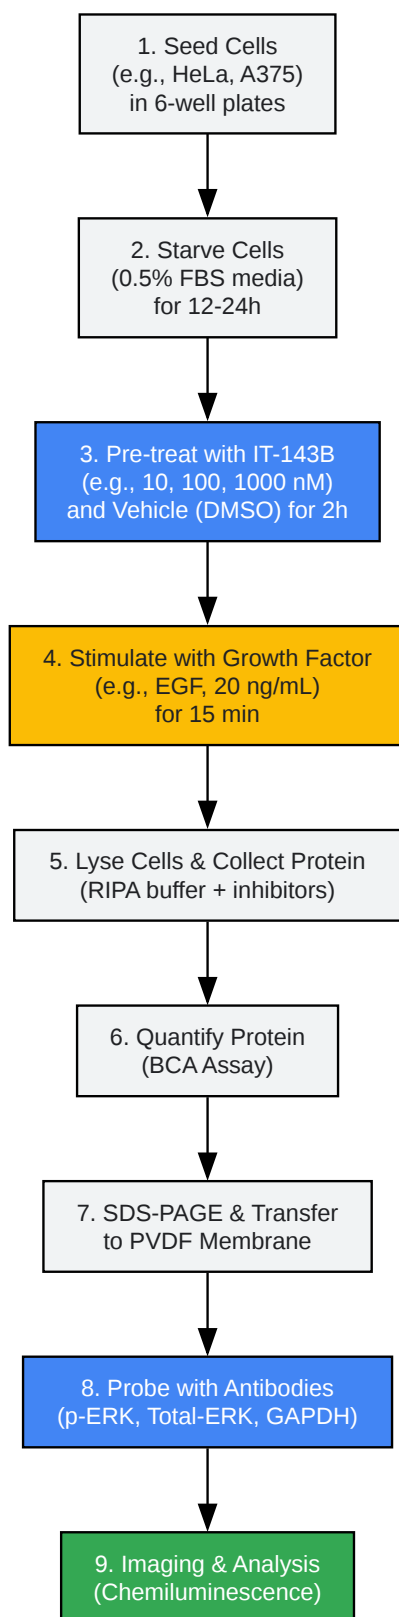 1. Seed Cells
(e.g., HeLa, A375)
in 6-well plates
2. Starve Cells
(0.5% FBS media)
for 12-24h
3. Pre-treat with IT-143B
(e.g., 10, 100, 1000 nM)
and Vehicle (DMSO) for 2h
4. Stimulate with Growth Factor
(e.g., EGF, 20 ng/mL)
for 15 min
5. Lyse Cells & Collect Protein
(RIPA buffer + inhibitors)
6. Quantify Protein
(BCA Assay)
7. SDS-PAGE & Transfer
to PVDF Membrane
8. Probe with Antibodies
(p-ERK, Total-ERK, GAPDH)
9. Imaging & Analysis
(Chemiluminescence)